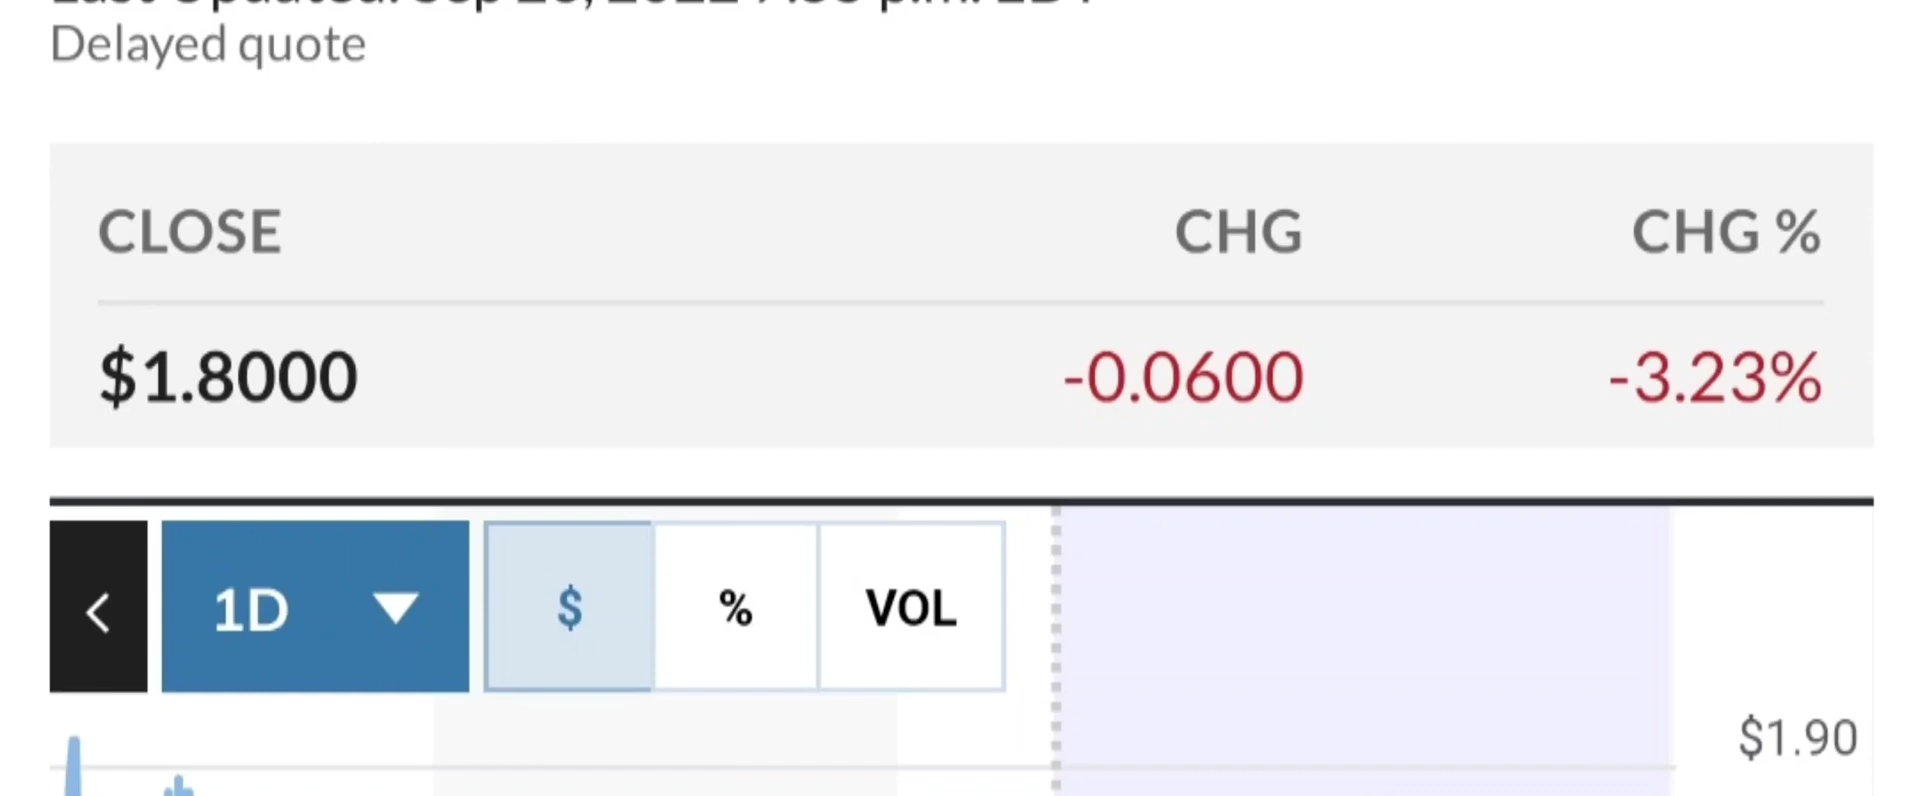 Delayed quote
CLOSE CHG CHG %
$1.8000 -0.0600 -3.23%
1D $ % VOL
$1.90